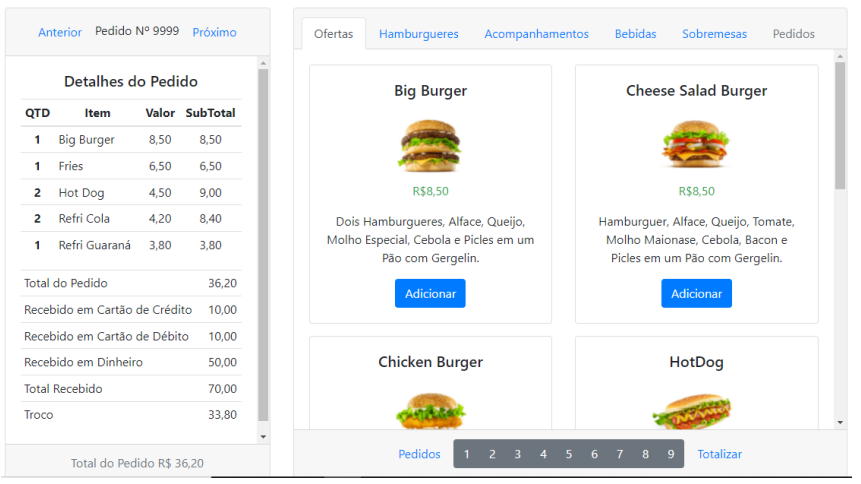 Anterior Pedido Nº 9999 Próximo
Detalhes do Pedido
QTD Item Valor SubTotal
1 Big Burger 8,50 8,50
1 Fries 6,50 6,50
2 Hot Dog 4,50 9,00
2 Refri Cola 4,20 8,40
1 Refri Guaraná 3,80 3,80
Total do Pedido 36,20
Recebido em Cartão de Crédito 10,00
Recebido em Cartão de Débito 10,00
Recebido em Dinheiro 50,00
Total Recebido 70,00
Troco 33,80
Total do Pedido R$ 36,20
Ofertas Hamburgueres Acompanhamentos Bebidas Sobremesas Pedidos
Big Burger
R$8,50
Dois Hamburgueres, Alface, Queijo,
Molho Especial, Cebola e Picles em um
Pão com Gergelin.
Adicionar
Cheese Salad Burger
R$8,50
Hamburguer, Alface, Queijo, Tomate,
Molho Maionase, Cebola, Bacon e
Picles em um Pão com Gergelin.
Adicionar
Chicken Burger
HotDog
Pedidos 1 2 3 4 5 6 7 8 9 Totalizar